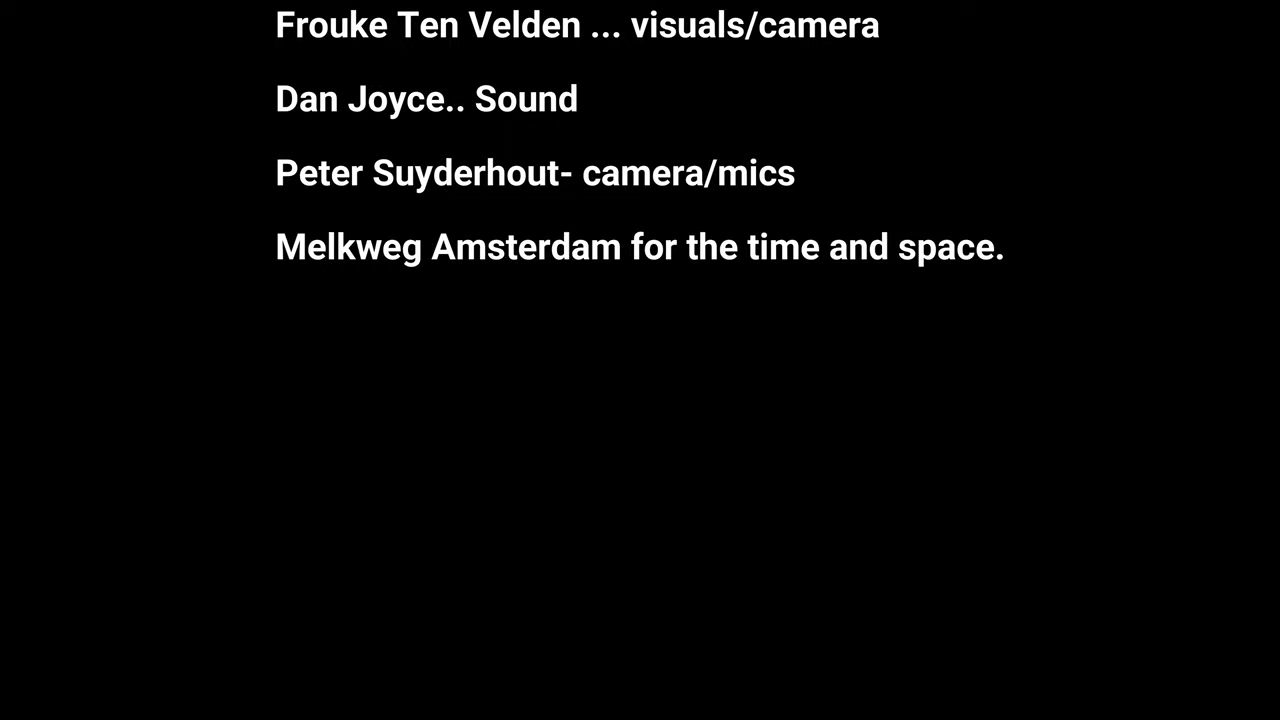 Frouke Ten Velden ... visuals/camera
Dan Joyce.. Sound
Peter Suyderhout- camera/mics
Melkweg Amsterdam for the time and space.